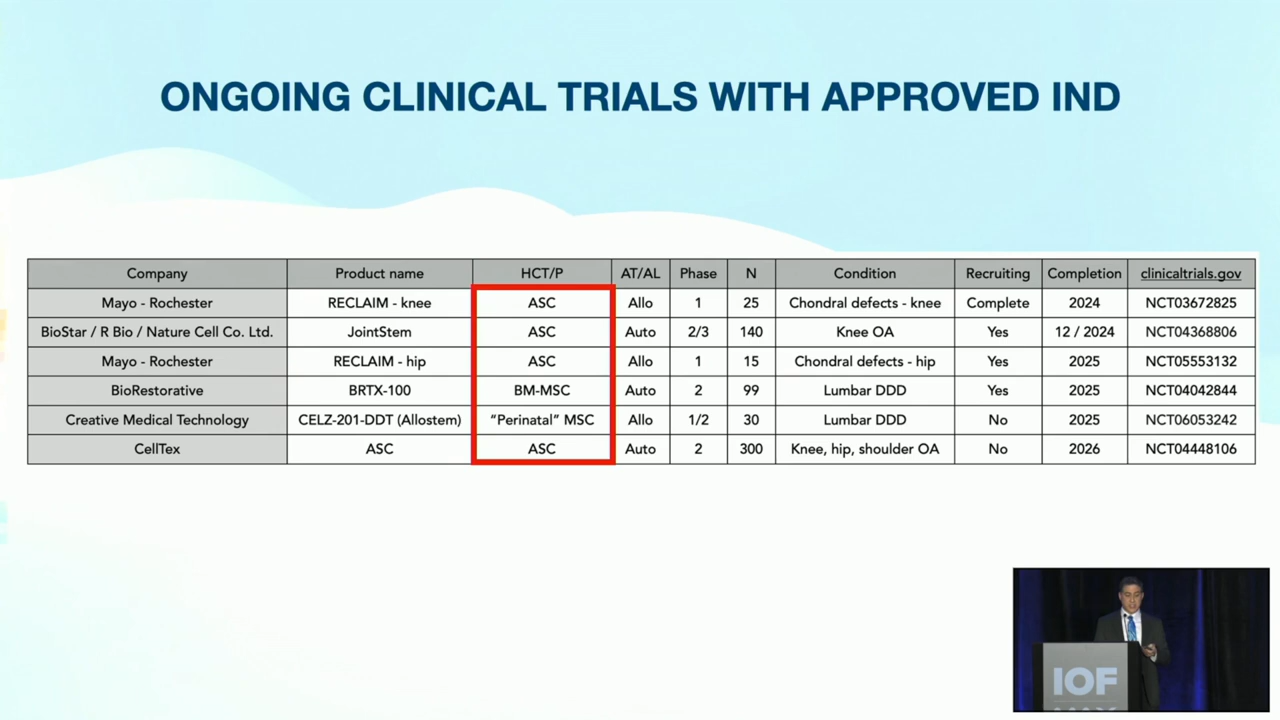 ONGOING CLINICAL TRIALS WITH APPROVED IND
Company Product name HCT/P AT/AL Phase N Condition Recruiting Completion clinicaltrials.gov
Mayo - Rochester RECLAIM - knee ASC Allo 1 25 Chondral defects - knee Complete 2024 NCT03672825
BioStar / R Bio / Nature Cell Co. Ltd. JointStem ASC Auto 2/3 140 Knee OA Yes 12 / 2024 NCT04368806
Mayo - Rochester RECLAIM - hip ASC Allo 1 15 Chondral defects - hip Yes 2025 NCT05553132
BioRestorative BRTX-100 BM-MSC Auto 2 99 Lumbar DDD Yes 2025 NCT04042844
Creative Medical Technology CELZ-201-DDT (Allostem) “Perinatal” MSC Allo 1/2 30 Lumbar DDD No 2025 NCT06053242
CellTex ASC ASC Auto 2 300 Knee, hip, shoulder OA No 2026 NCT04448106
IOF